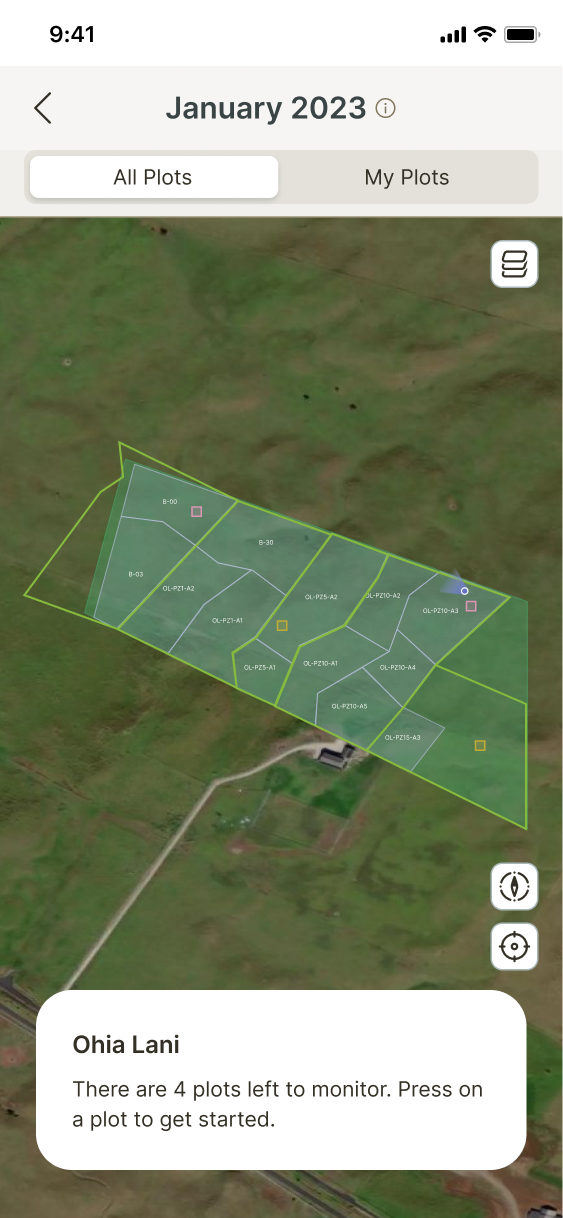 9:41
January 2023
All Plots
My Plots
B-00
B-30
B-03
OL-PZ1-A2
OL-PZ5-A2
OL-PZ10-A2
OL-PZ10-A3
OL-PZ1-A1
OL-PZ5-A1
OL-PZ10-A1
OL-PZ10-A4
OL-PZ10-A5
OL-PZ15-A3
Ohia Lani
There are 4 plots left to monitor. Press on
a plot to get started.